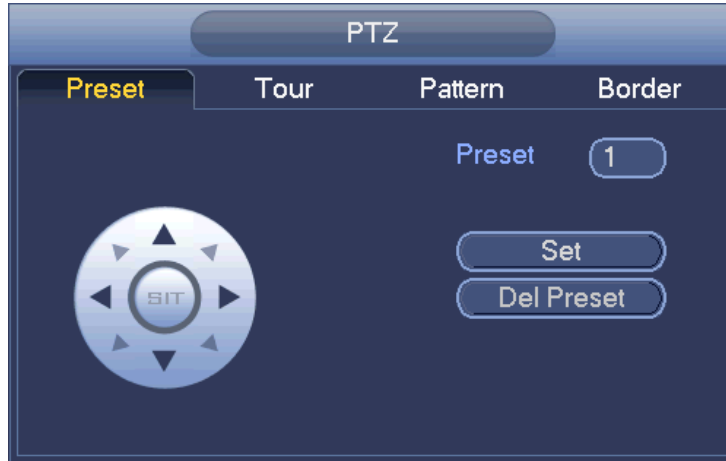 PTZ
Preset Tour Pattern Border
Preset 1
SIT
Set
Del Preset